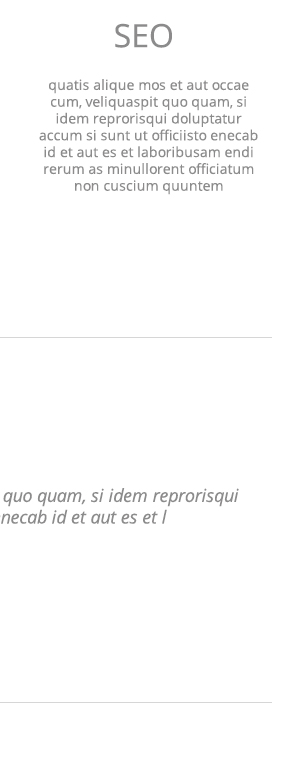 SEO
quatis alique mos et aut occae
cum, veliquaspit quo quam, si
idem reprorisqui doluptatur
accum si sunt ut officiisto enecab
id et aut es et laboribusam endi
rerum as minullorent officiatum
non cuscium quuntem
quo quam, si idem reprorisqui
necab id et aut es et l